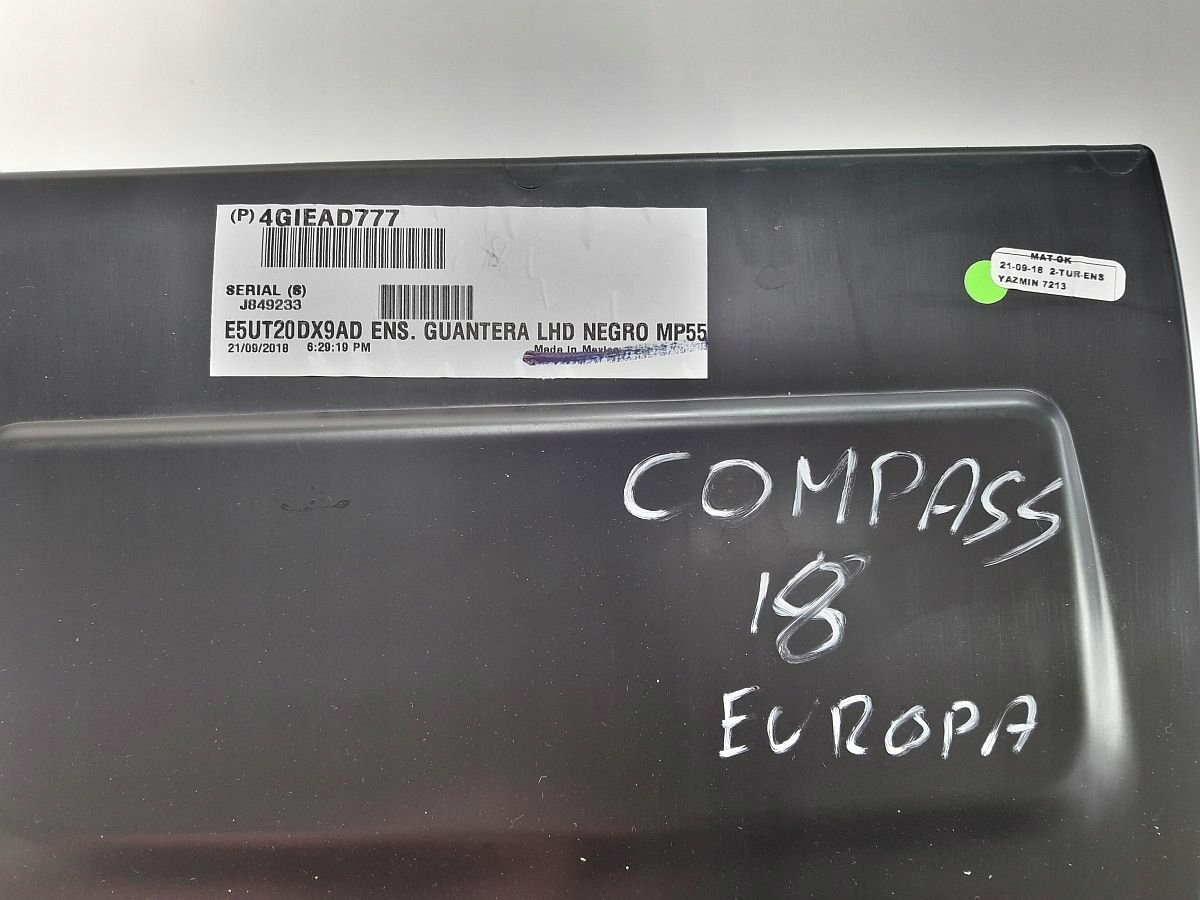 (P) 4GIEAD777
SERIAL (S)
J849233
E5UT20DX9AD ENS. GUANTERA LHD NEGRO MP55
21/09/2018 6:29:19 PM Made in Mexico
MAT OK
21-09-18 2-TUR-ENS
YAZMIN 7213
COMPASS
18
EUROPA